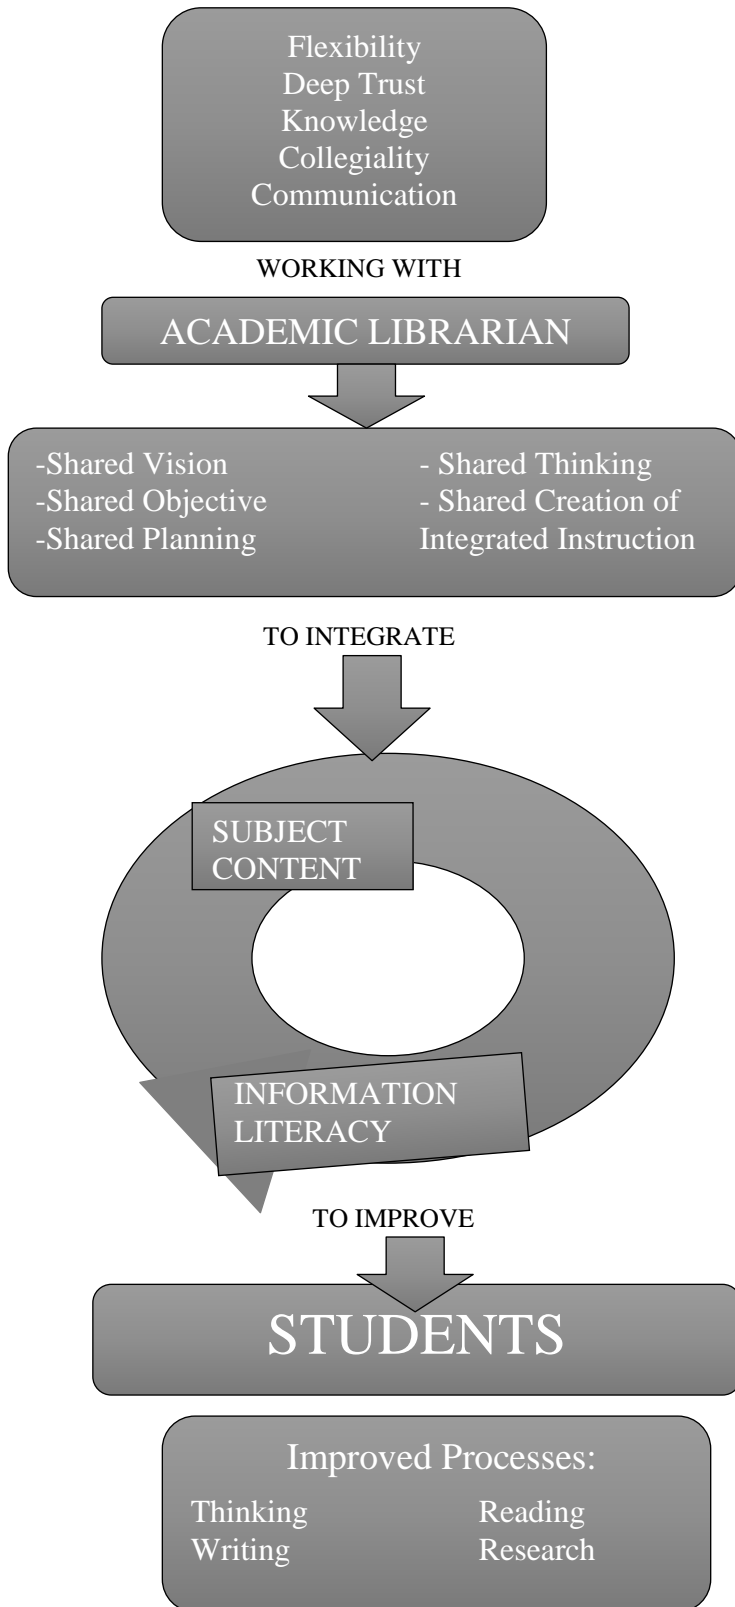 Flexibility
Deep Trust
Knowledge
Collegiality
Communication
WORKING WITH
ACADEMIC LIBRARIAN
-Shared Vision
-Shared Objective
-Shared Planning
- Shared Thinking
- Shared Creation of
Integrated Instruction
TO INTEGRATE
SUBJECT
CONTENT
INFORMATION
LITERACY
TO IMPROVE
STUDENTS
Improved Processes:
Thinking
Writing
Reading
Research